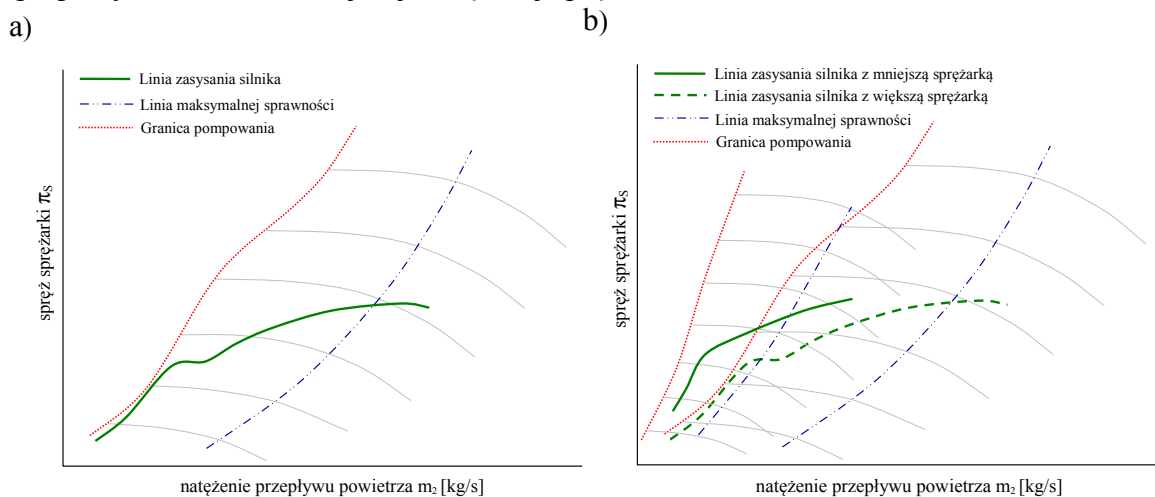 a)
Linia zasysania silnika
Linia maksymalnej sprawności
Granica pompowania
spręż sprężarki πs
natężenie przepływu powietrza m₂ [kg/s]
b)
Linia zasysania silnika z mniejszą sprężarką
Linia zasysania silnika z większą sprężarką
Linia maksymalnej sprawności
Granica pompowania
spręż sprężarki πs
natężenie przepływu powietrza m₂ [kg/s]